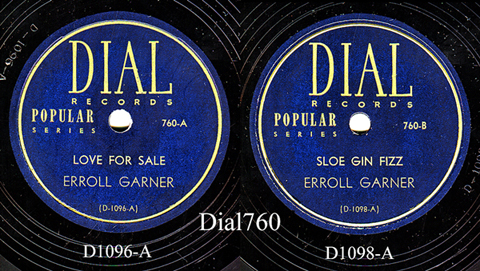 DIAL
RECORDS
POPULAR
SERIES
760-A
LOVE FOR SALE
ERROLL GARNER
(D-1096-A)
D1096-A
DIAL
RECORDS
POPULAR
SERIES
760-B
SLOE GIN FIZZ
ERROLL GARNER
(D-1098-A)
D1098-A
Dial760